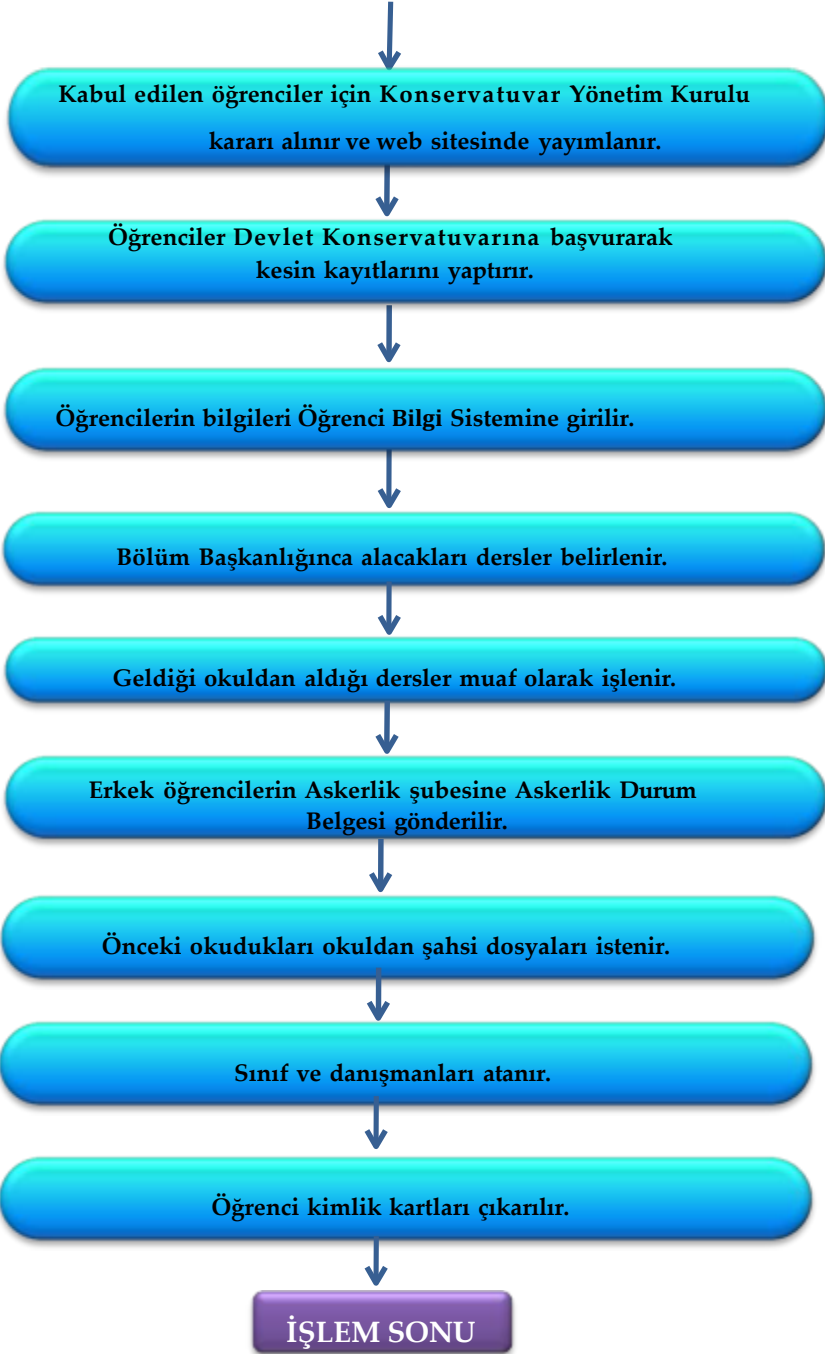 Kabul edilen öğrenciler için Konservatuvar Yönetim Kurulu
kararı alınır ve web sitesinde yayımlanır.
Öğrenciler Devlet Konservatuvarına başvurarak
kesin kayıtlarını yaptırır.
Öğrencilerin bilgileri Öğrenci Bilgi Sistemine girilir.
Bölüm Başkanlığınca alacakları dersler belirlenir.
Geldiği okuldan aldığı dersler muaf olarak işlenir.
Erkek öğrencilerin Askerlik şubesine Askerlik Durum
Belgesi gönderilir.
Önceki okudukları okuldan şahsi dosyaları istenir.
Sınıf ve danışmanları atanır.
Öğrenci kimlik kartları çıkarılır.
İŞLEM SONU